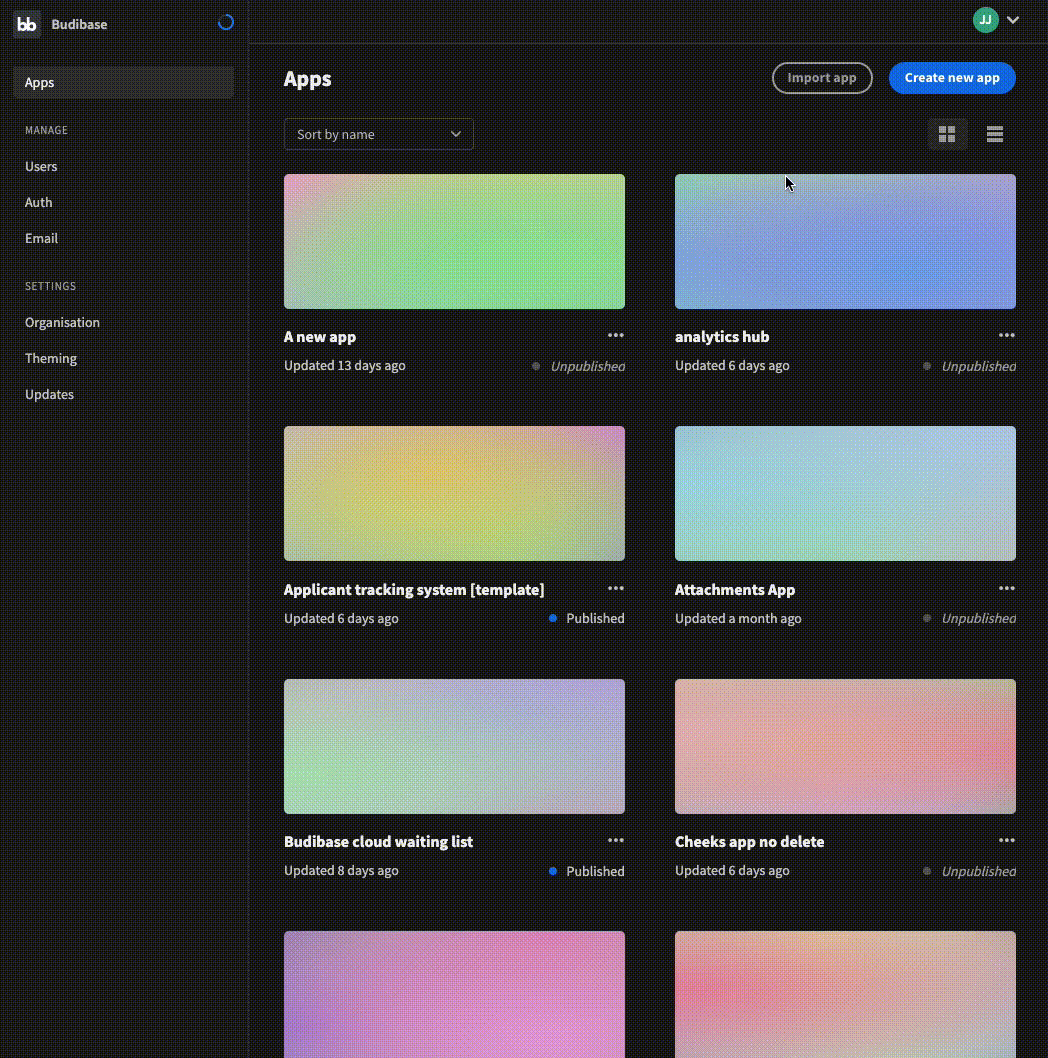 bb Budibase
JJ
Apps
MANAGE
Users
Auth
Email
SETTINGS
Organisation
Theming
Updates
Apps
Import app
Create new app
Sort by name
A new app
Updated 13 days ago
Unpublished
analytics hub
Updated 6 days ago
Unpublished
Applicant tracking system [template]
Updated 6 days ago
Published
Attachments App
Updated a month ago
Unpublished
Budibase cloud waiting list
Updated 8 days ago
Published
Cheeks app no delete
Updated 6 days ago
Unpublished